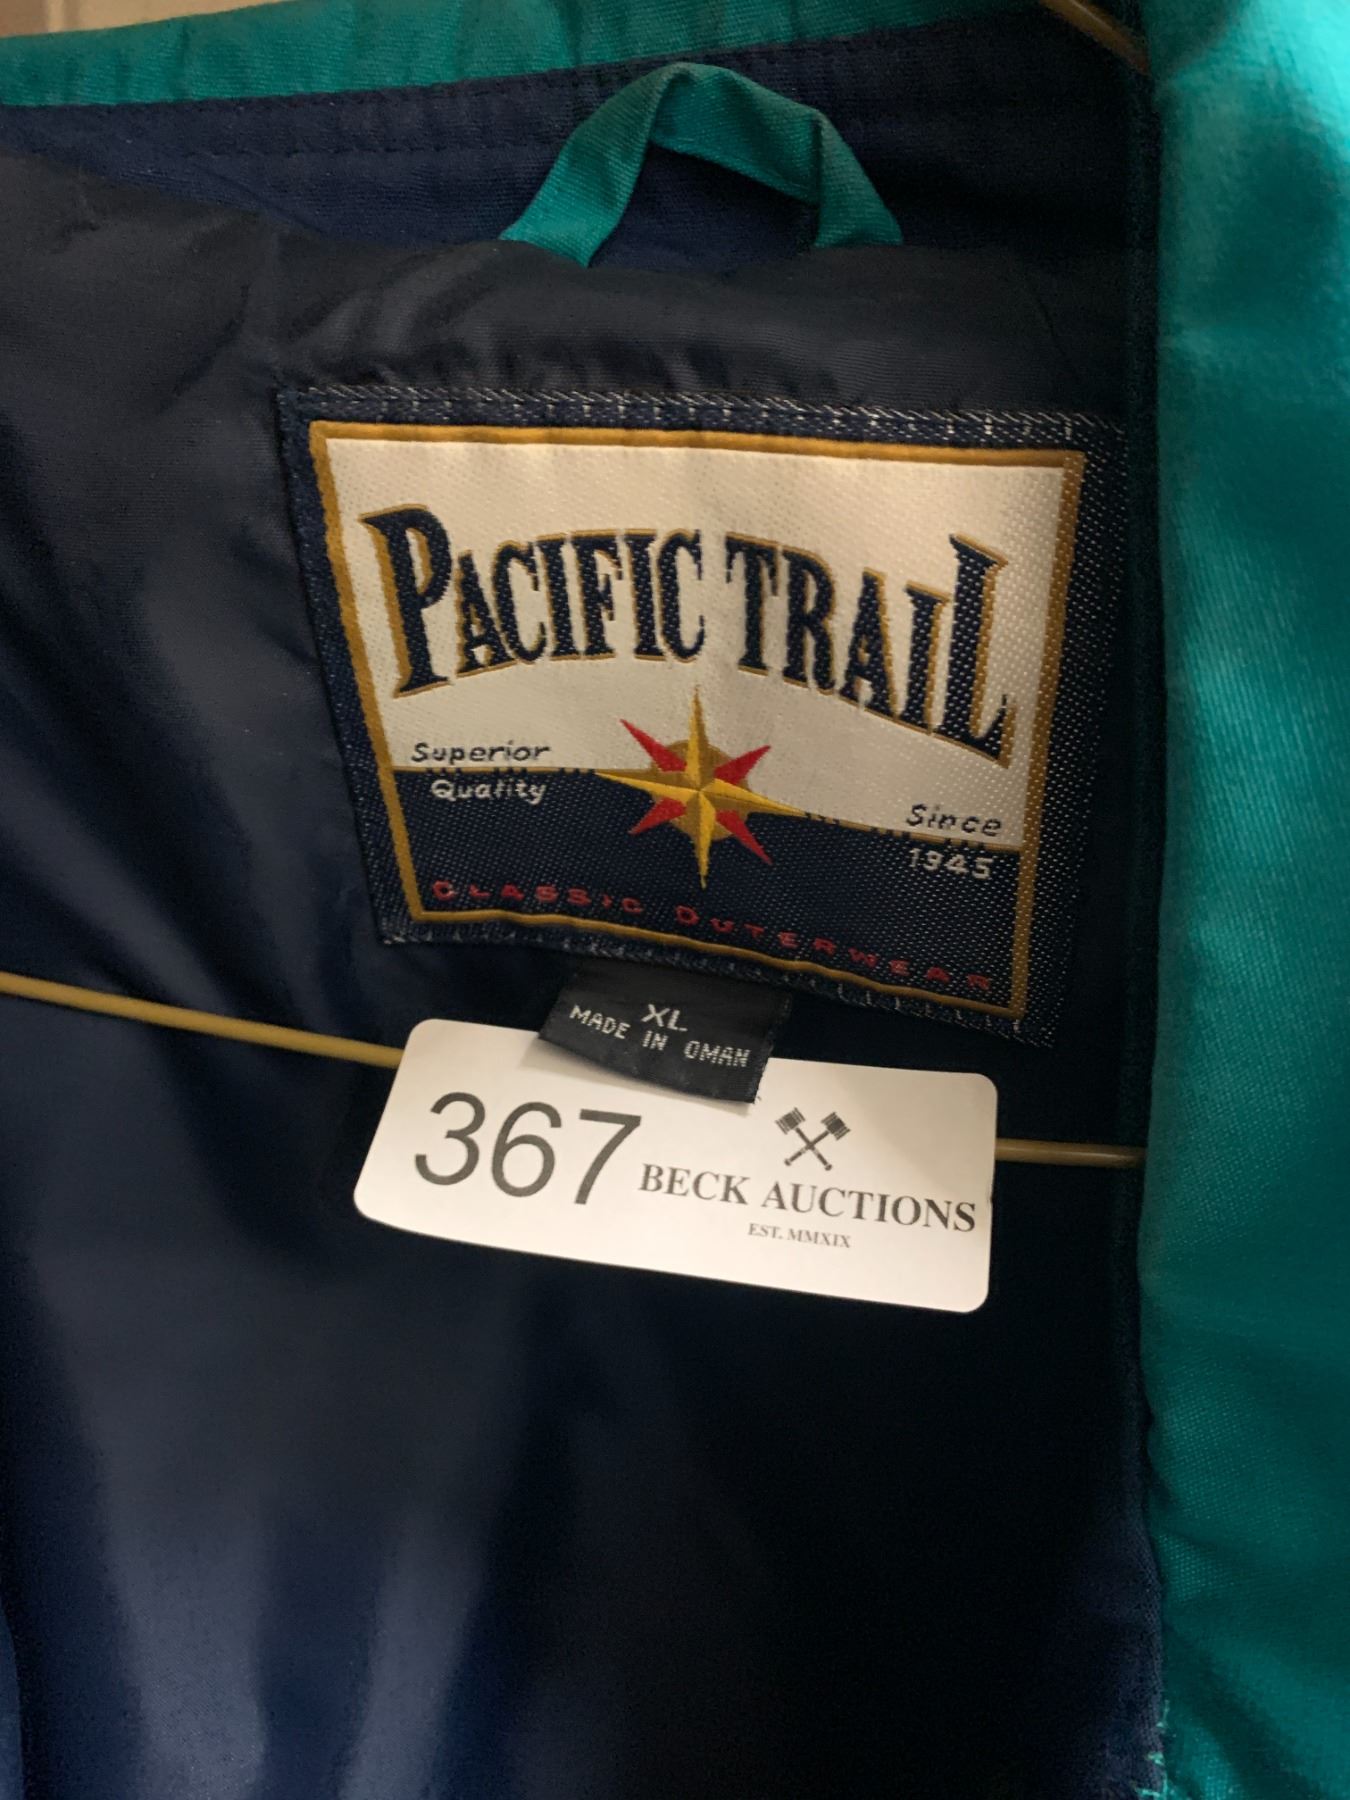 PACIFIC TRAIL
Superior
Quality
Since
1945
CLASSIC OUTERWEAR
XL
MADE IN OMAN
367
BECK AUCTIONS
EST. MMXIX